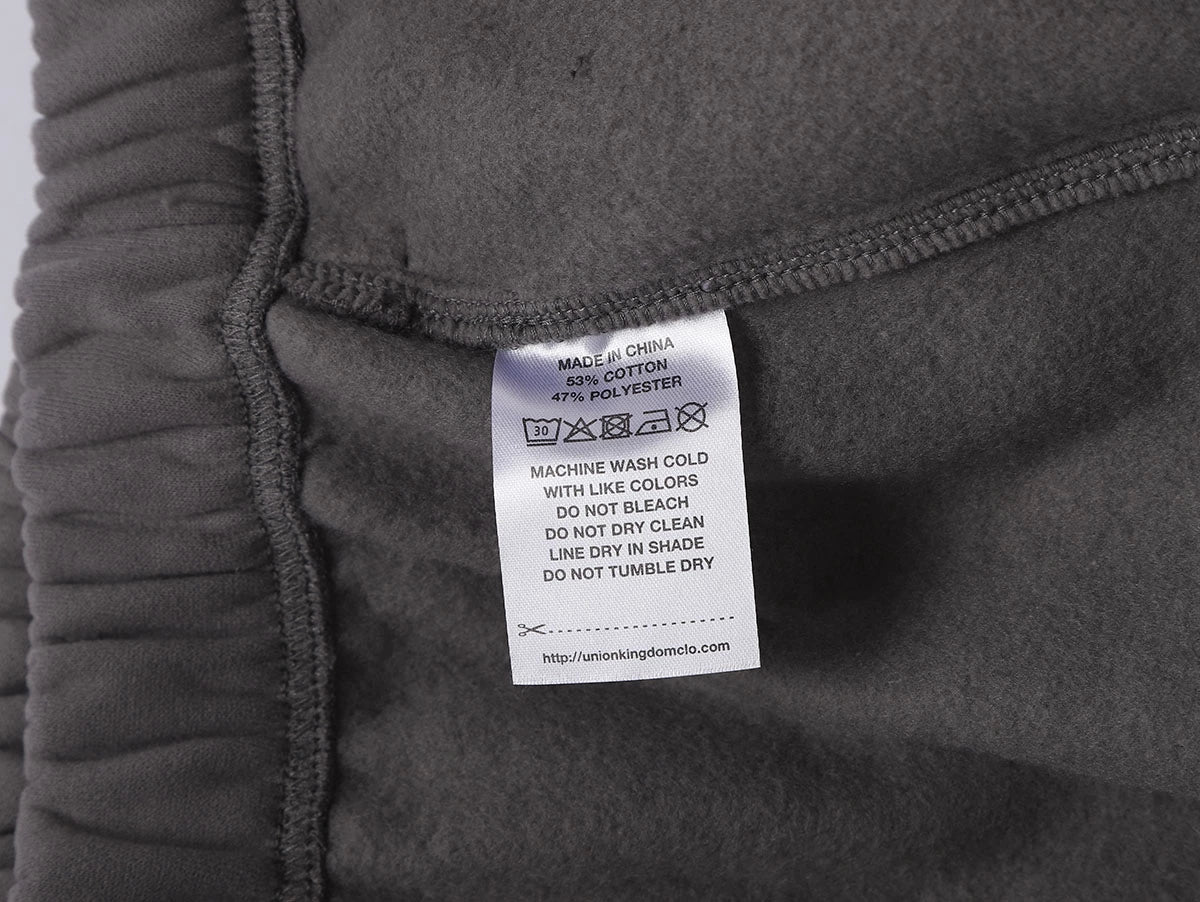 MADE IN CHINA
53% COTTON
47% POLYESTER
30
MACHINE WASH COLD
WITH LIKE COLORS
DO NOT BLEACH
DO NOT DRY CLEAN
LINE DRY IN SHADE
DO NOT TUMBLE DRY
http://unionkingdomclo.com